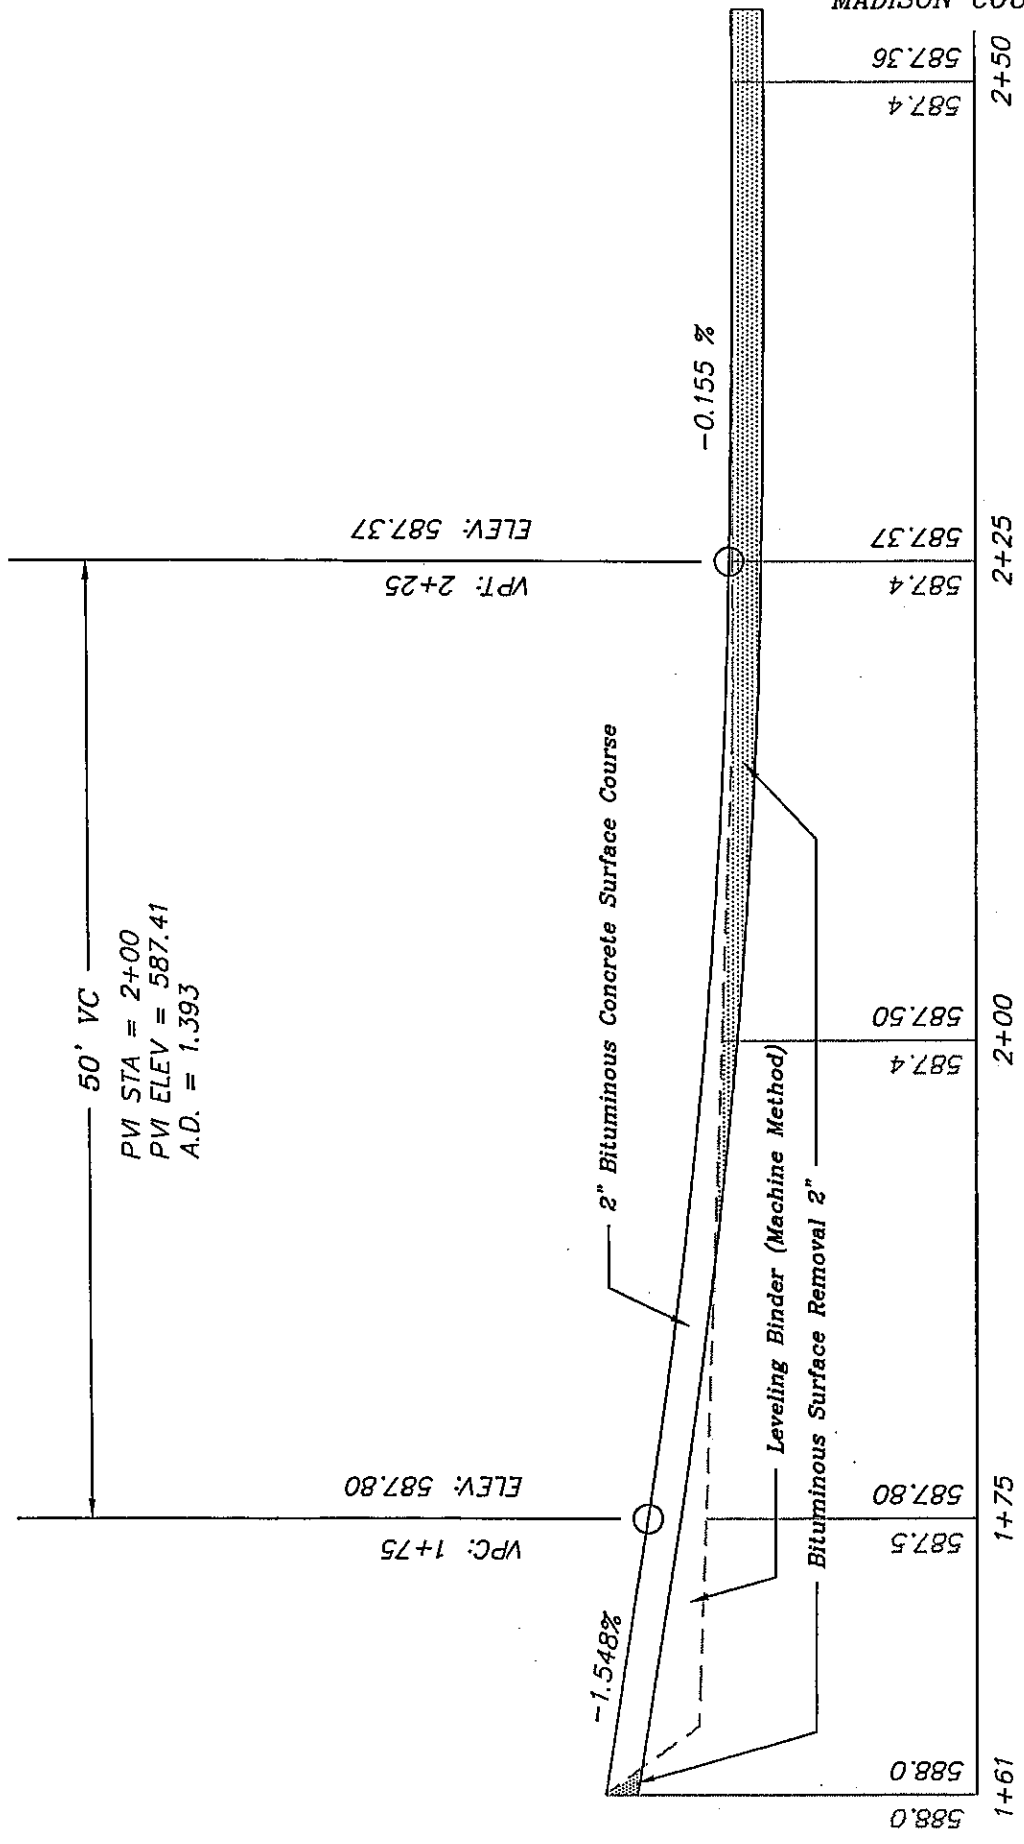 MADISON COU
50' VC
PVI STA = 2+00
PVI ELEV = 587.41
A.D. = 1.393
VPC: 1+75
ELEV: 587.80
VPT: 2+25
ELEV: 587.37
-1.548%
-0.155 %
2" Bituminous Concrete Surface Course
Leveling Binder (Machine Method)
Bituminous Surface Removal 2"
588.0
588.0
587.5
587.80
587.4
587.50
587.4
587.37
587.4
587.36
1+61
1+75
2+00
2+25
2+50